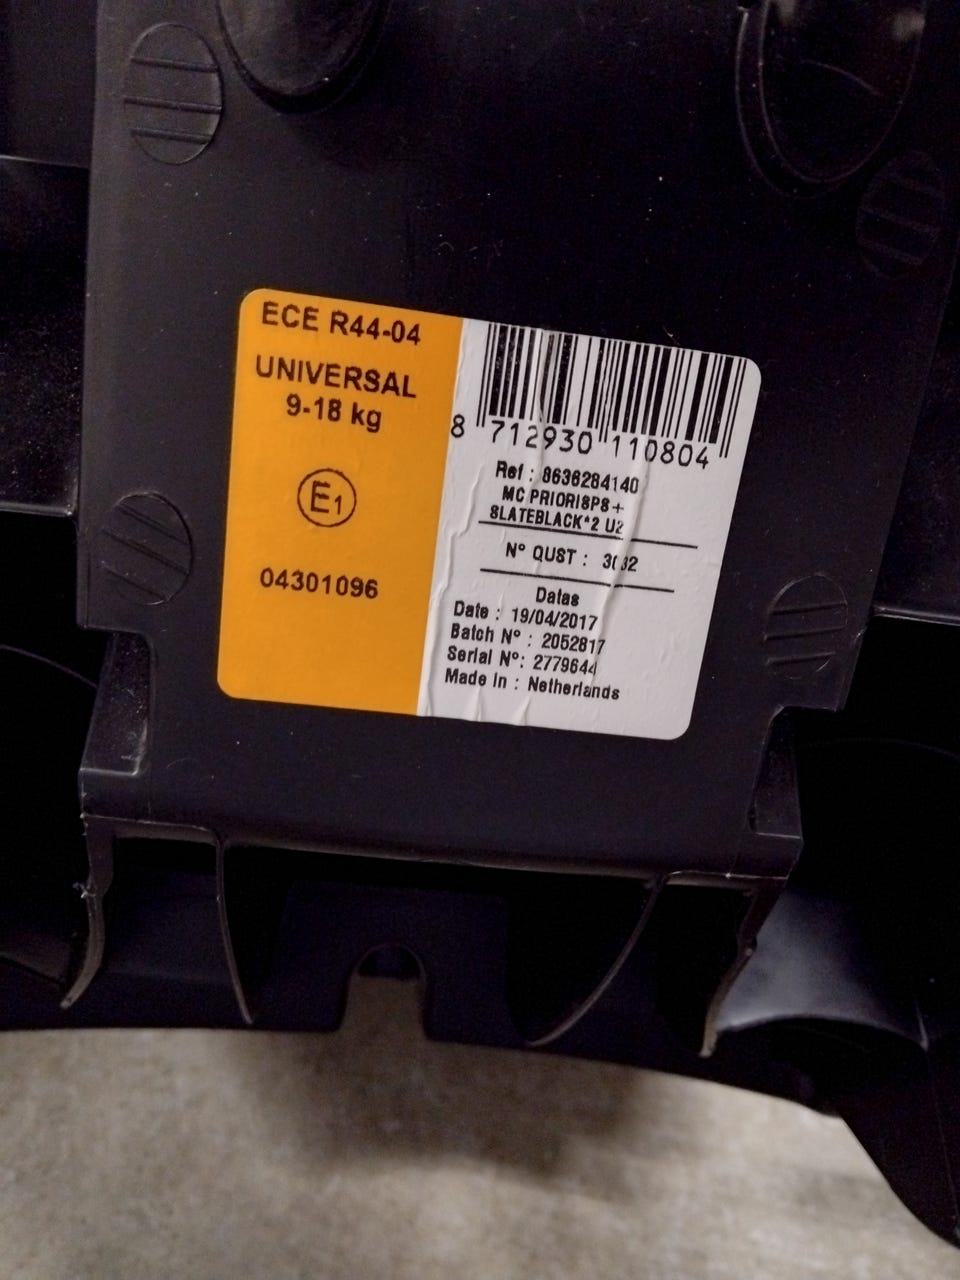 ECE R44-04
UNIVERSAL
9-18 kg
E1
04301096
8 712930 110804
Ref : 8636284140
MC PRIORISPS+
SLATEBLACK*2 U2
N° QUST :
Datas
Date : 19/04/2017
Batch N° : 2052817
Serial N°: 2779644
Made in : Netherlands